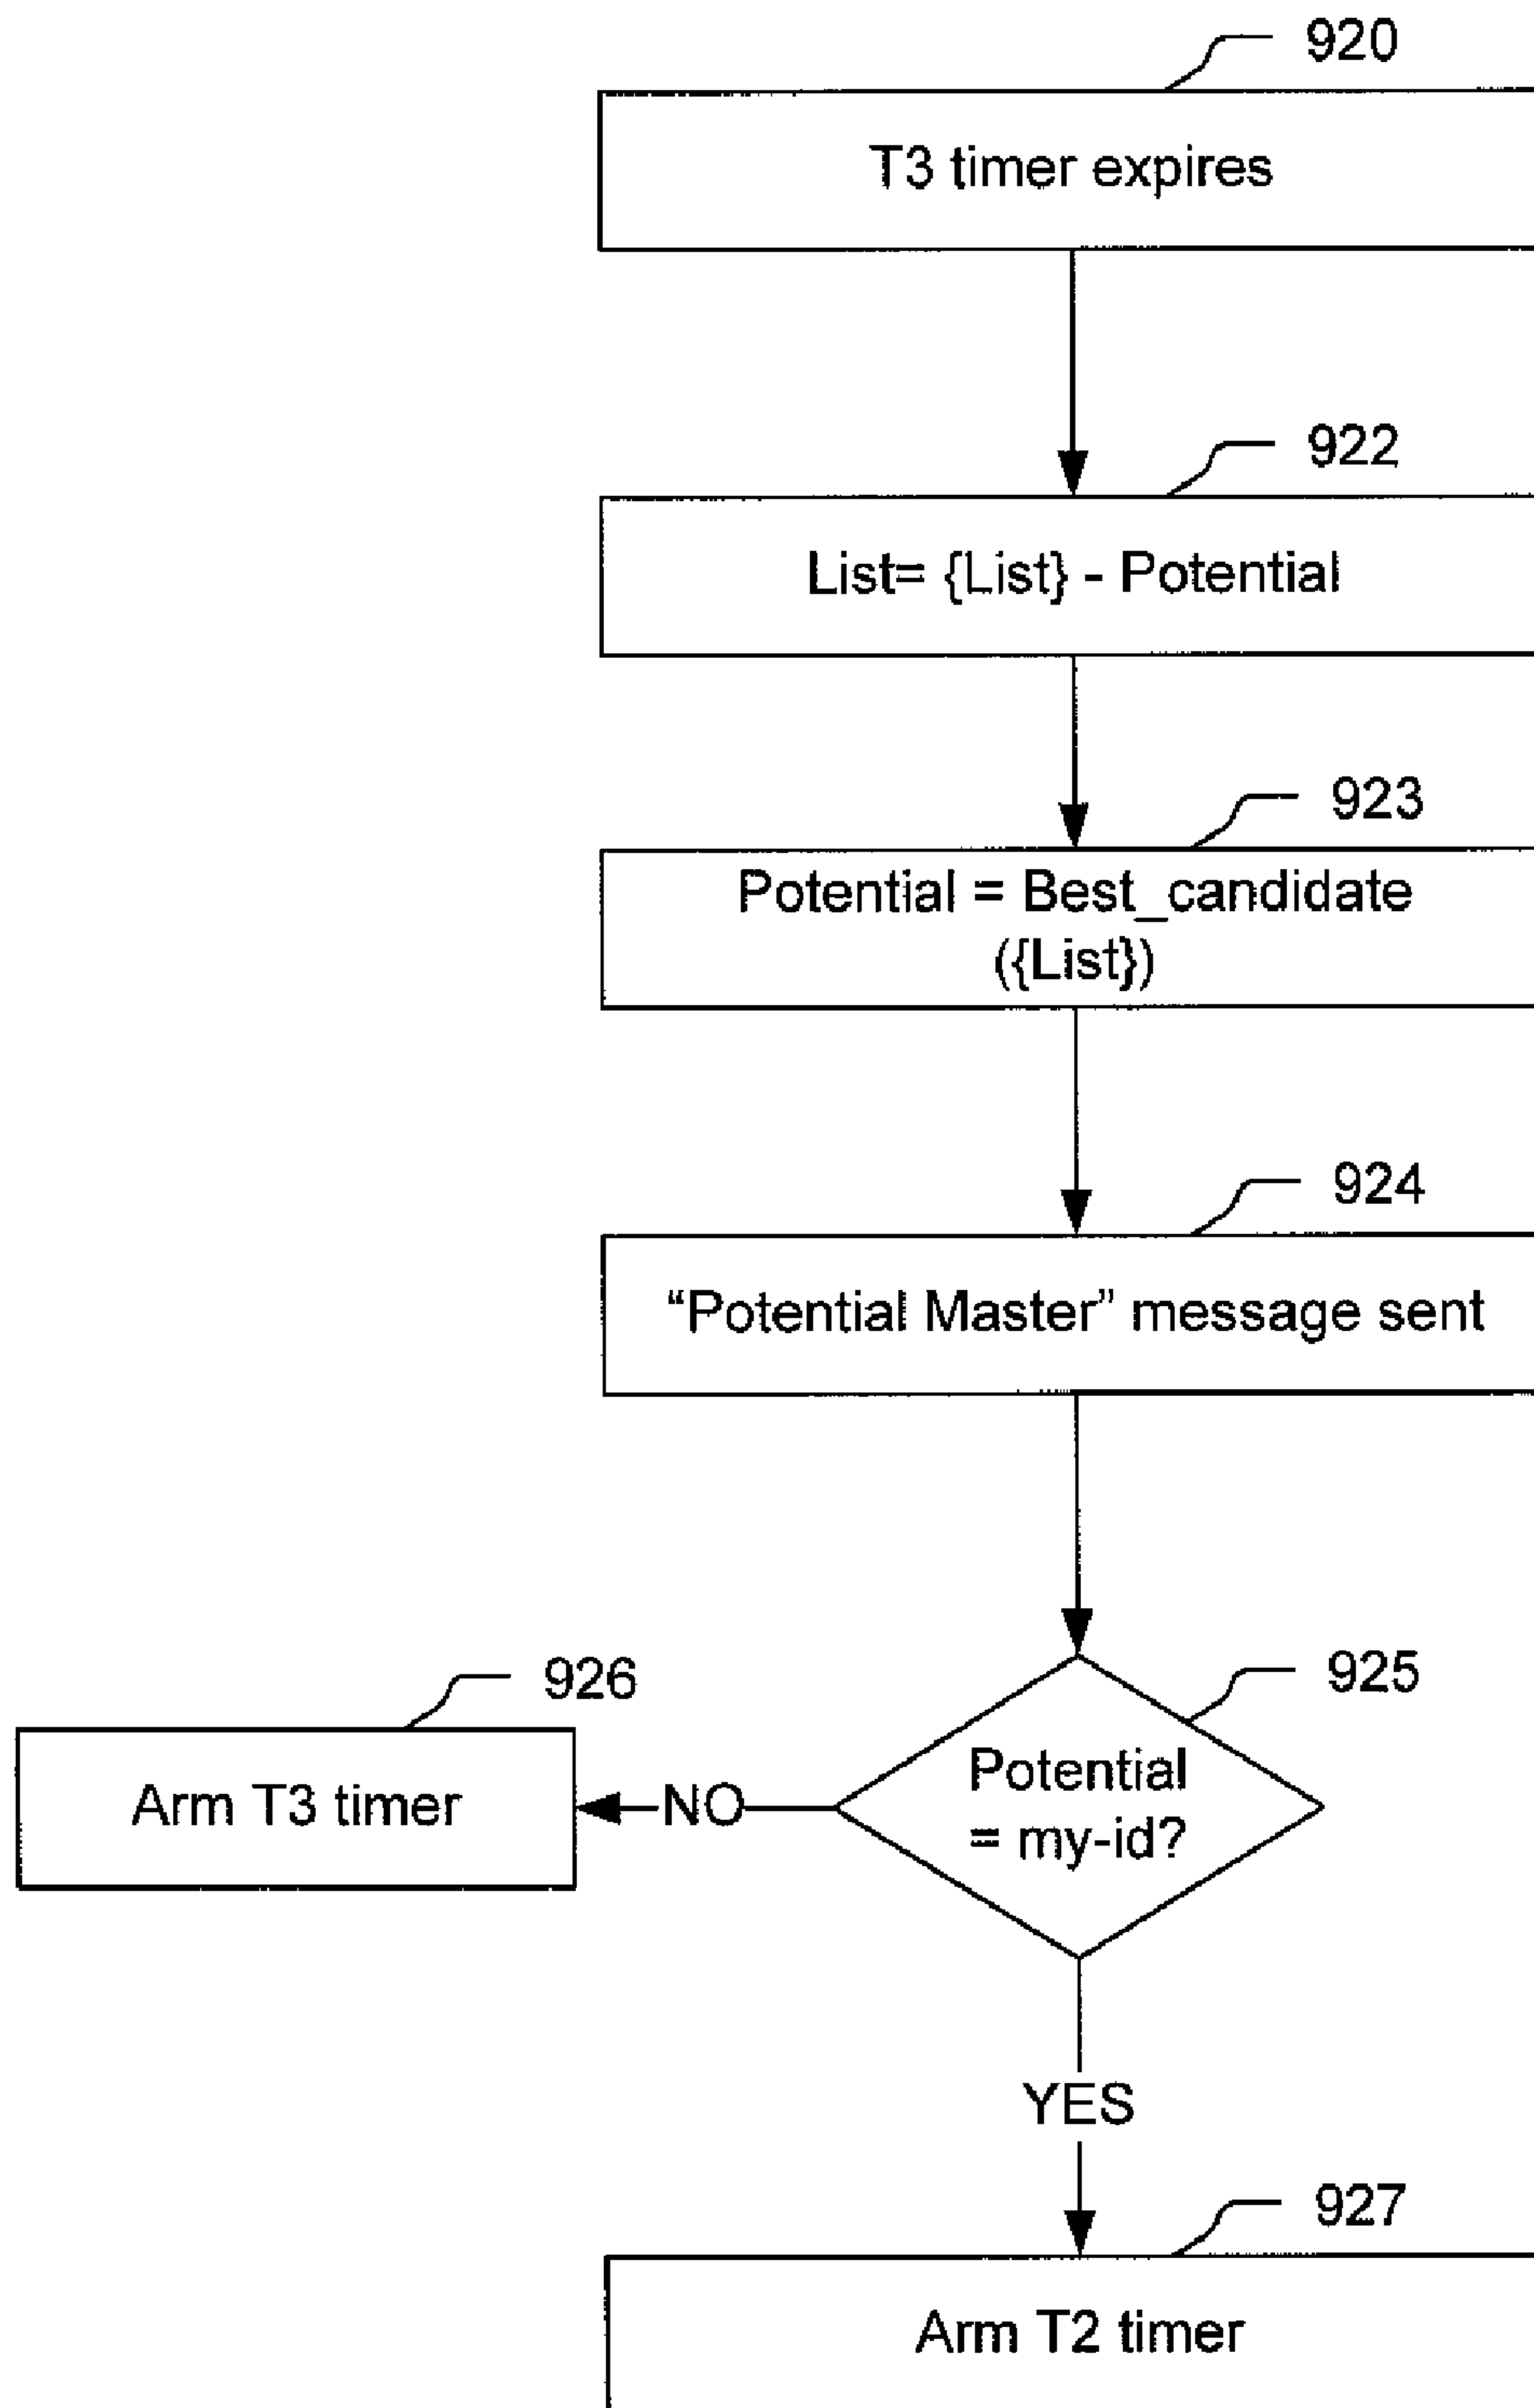 920
T3 timer expires
922
List= {List} - Potential
923
Potential = Best_candidate
({List})
924
“Potential Master” message sent
925
Potential
= my-id?
926
Arm T3 timer
NO
YES
927
Arm T2 timer